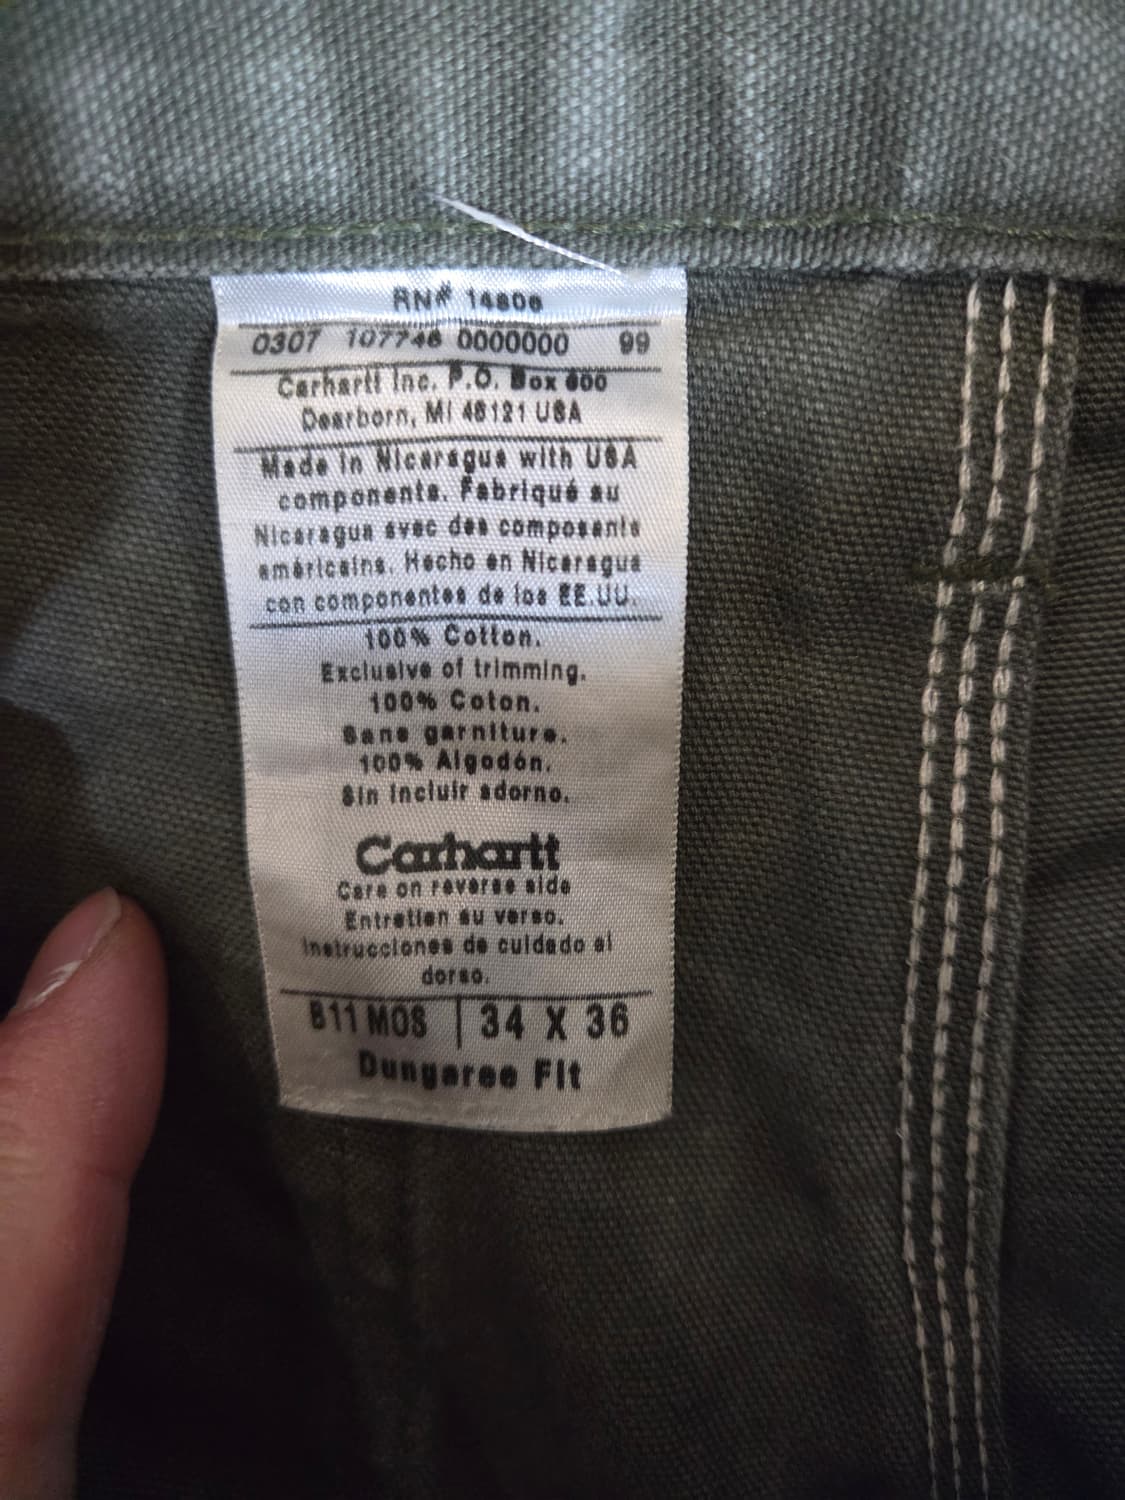 RN# 14806
0307 107746 0000000 99
Carhartt Inc. P.O. Box 600
Dearborn, MI 48121 USA
Made in Nicaragua with USA
components. Fabriqué au
Nicaragua avec des composants
américains. Hecho en Nicaragua
con componentes de los EE.UU.
100% Cotton.
Exclusive of trimming.
100% Coton.
Sans garniture.
100% Algodón.
Sin incluir adorno.
Carhartt
Care on reverse side
Entretien au verso.
Instrucciones de cuidado al
dorso.
B11 MOS | 34 X 36
Dungaree Fit